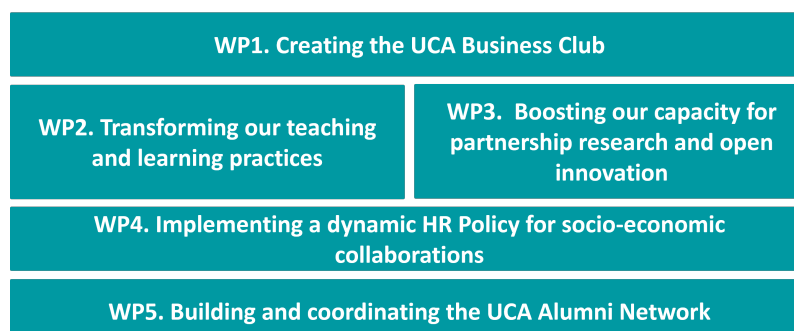 WP1. Creating the UCA Business Club
WP2. Transforming our teaching
and learning practices
WP3.  Boosting our capacity for
partnership research and open
innovation
WP4. Implementing a dynamic HR Policy for socio-economic
collaborations
WP5. Building and coordinating the UCA Alumni Network